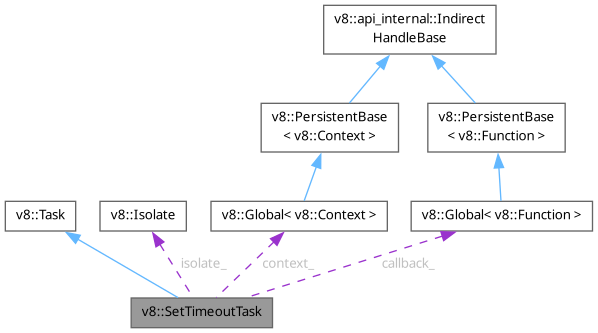 v8::api_internal::Indirect
HandleBase
v8::PersistentBase
< v8::Context >
v8::PersistentBase
< v8::Function >
v8::Task
v8::Isolate
v8::Global< v8::Context >
v8::Global< v8::Function >
isolate_
context_
callback_
v8::SetTimeoutTask